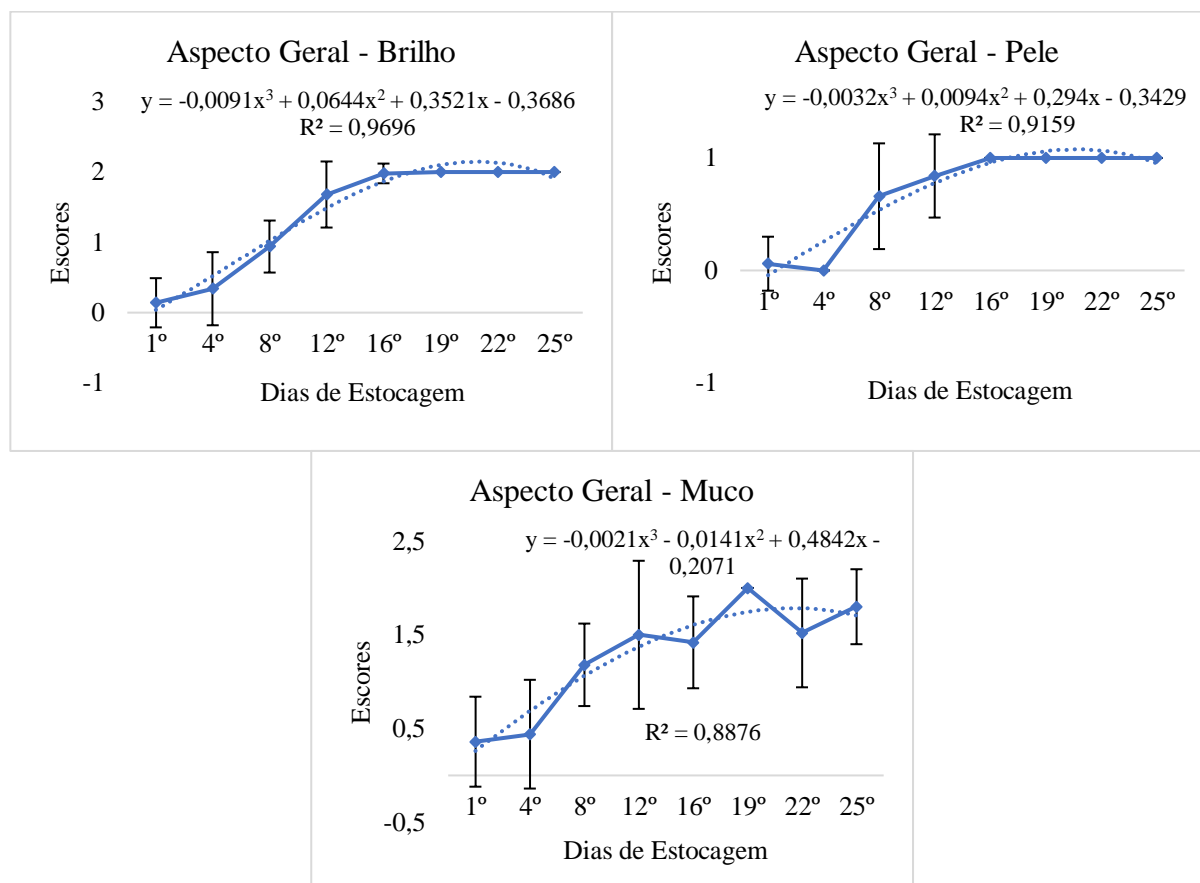 Aspecto Geral - Brilho
y = -0,0091x³ + 0,0644x² + 0,3521x - 0,3686
R² = 0,9696
3
2
1
0
-1
Escores
1º 4º 8º 12º 16º 19º 22º 25º
Dias de Estocagem
Aspecto Geral - Pele
y = -0,0032x³ + 0,0094x² + 0,294x - 0,3429
R² = 0,9159
1
0
-1
Escores
1º 4º 8º 12º 16º 19º 22º 25º
Dias de Estocagem
Aspecto Geral - Muco
y = -0,0021x³ - 0,0141x² + 0,4842x -
0,2071
2,5
1,5
0,5
-0,5
Escores
R² = 0,8876
1º 4º 8º 12º 16º 19º 22º 25º
Dias de Estocagem